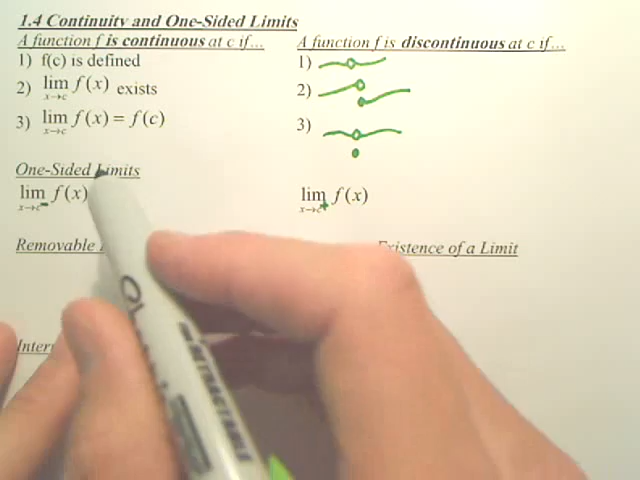 1.4 Continuity and One-Sided Limits
A function f is continuous at c if…
1) f(c) is defined
2) lim x→c f(x) exists
3) lim x→c f(x) = f(c)
A function f is discontinuous at c if…
1)
2)
3)
One-Sided Limits
lim x→c⁻ f(x)
lim x→c⁺ f(x)
Removable
Existence of a Limit
RETRACTABLE